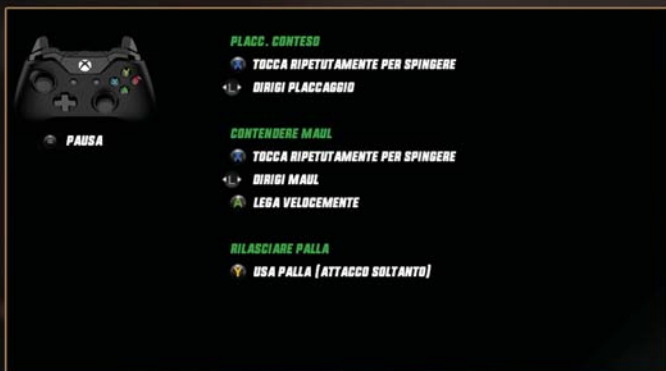 PLACC. CONTESO
X TOCCA RIPETUTAMENTE PER SPINGERE
L DIRIGI PLACCAGGIO
PAUSA
CONTENDERE MAUL
X TOCCA RIPETUTAMENTE PER SPINGERE
L DIRIGI MAUL
A LEGA VELOCEMENTE
RILASCIARE PALLA
Y USA PALLA (ATTACCO SOLTANTO)